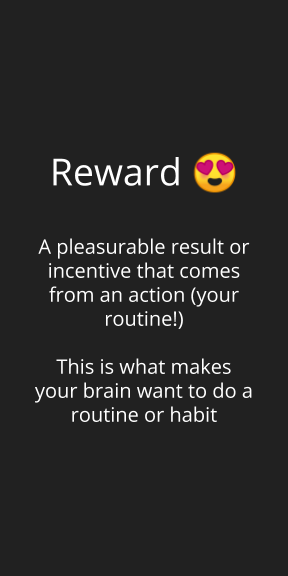 Reward 😍
A pleasurable result or
incentive that comes
from an action (your
routine!)
This is what makes
your brain want to do a
routine or habit